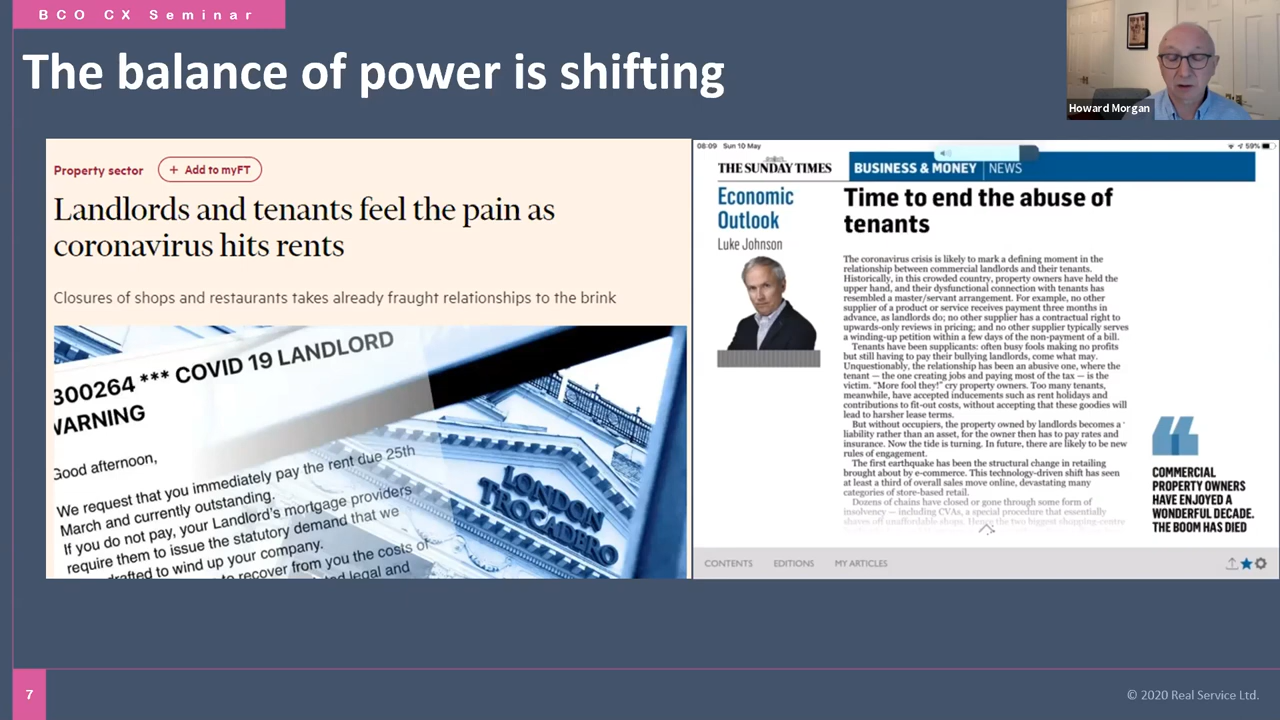 BCO CX Seminar
The balance of power is shifting
Howard Morgan
Property sector + Add to myFT
Landlords and tenants feel the pain as
coronavirus hits rents
Closures of shops and restaurants takes already fraught relationships to the brink
300264 *** COVID 19 LANDLORD
WARNING
Good afternoon,
We request that you immediately pay the rent due 25th
March and currently outstanding.
If you do not pay, your Landlord's mortgage providers
require them to issue the statutory demand that we
drafted to wind up your company.
to recover from you the costs of
legal and
LONDON
TROCADERO
08:09 Sun 10 May
59%
THE SUNDAY TIMES
BUSINESS & MONEY NEWS
Economic
Outlook
Luke Johnson
Time to end the abuse of
tenants
The coronavirus crisis is likely to mark a defining moment in the
relationship between commercial landlords and their tenants.
Historically, in this crowded country, property owners have held the
upper hand, and their dysfunctional connection with tenants has
resembled a master/servant arrangement. For example, no other
supplier of a product or service receives payment three months in
advance, as landlords do; no other supplier has a contractual right to
upwards-only reviews in pricing; and no other supplier typically serves
a winding-up petition within a few days of the non-payment of a bill.
Tenants have been supplicants: often busy fools making no profits
but still having to pay their bullying landlords, come what may.
Unquestionably, the relationship has been an abusive one, where the
tenant — the one creating jobs and paying most of the tax — is the
victim. “More fool they!” cry property owners. Too many tenants,
meanwhile, have accepted inducements such as rent holidays and
contributions to fit-out costs, without accepting that these goodies will
lead to harsher lease terms.
But without occupiers, the property owned by landlords becomes a
liability rather than an asset, for the owner then has to pay rates and
insurance. Now the tide is turning. In future, there are likely to be new
rules of engagement.
The first earthquake has been the structural change in retailing
brought about by e-commerce. This technology-driven shift has seen
at least a third of overall sales move online, devastating many
categories of store-based retail.
Dozens of chains have closed or gone through some form of
insolvency — including CVAs, a special procedure that essentially
shaves off unaffordable shops. Hence the two biggest shopping-centre
COMMERCIAL
PROPERTY OWNERS
HAVE ENJOYED A
WONDERFUL DECADE.
THE BOOM HAS DIED
CONTENTS EDITIONS MY ARTICLES
7
© 2020 Real Service Ltd.